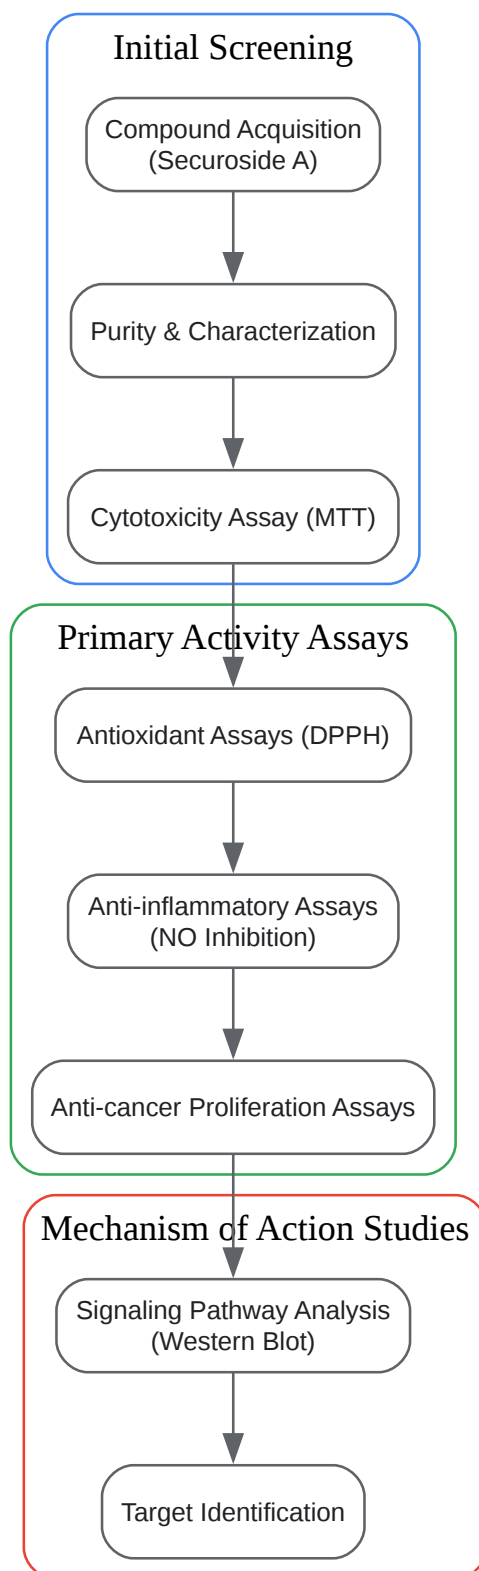 Initial Screening
Compound Acquisition
(Securoside A)
Purity & Characterization
Cytotoxicity Assay (MTT)
Primary Activity Assays
Antioxidant Assays (DPPH)
Anti-inflammatory Assays
(NO Inhibition)
Anti-cancer Proliferation Assays
Mechanism of Action Studies
Signaling Pathway Analysis
(Western Blot)
Target Identification